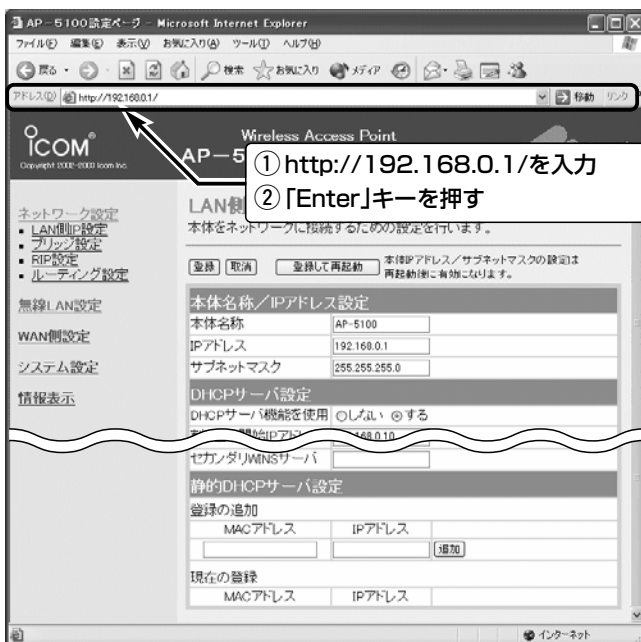 AP-5100設定ページ - Microsoft Internet Explorer
ファイル(F) 編集(E) 表示(V) お気に入り(A) ツール(T) ヘルプ(H)
戻る 検索 お気に入り メディア
アドレス(D) http://192.168.0.1/ 移動 リンク
ICOM
Copyright 2002-2003 Icom Inc.
Wireless Access Point
AP-5
① http://192.168.0.1/を入力
②「Enter」キーを押す
ネットワーク設定
LAN側IP設定
ブリッジ設定
RIP設定
ルーティング設定
無線LAN設定
WAN側設定
システム設定
情報表示
LAN側
本体をネットワークに接続するための設定を行います。
登録 取消 登録して再起動 本体IPアドレス/サブネットマスクの設定は
再起動後に有効になります。
本体名称/IPアドレス設定
本体名称 AP-5100
IPアドレス 192.168.0.1
サブネットマスク 255.255.255.0
DHCPサーバ設定
DHCPサーバ機能を使用 しない する
開始IPアドレ .168.0.10
セカンダリWINSサーバ
静的DHCPサーバ設定
登録の追加
MACアドレス IPアドレス
追加
現在の登録
MACアドレス IPアドレス
インターネット